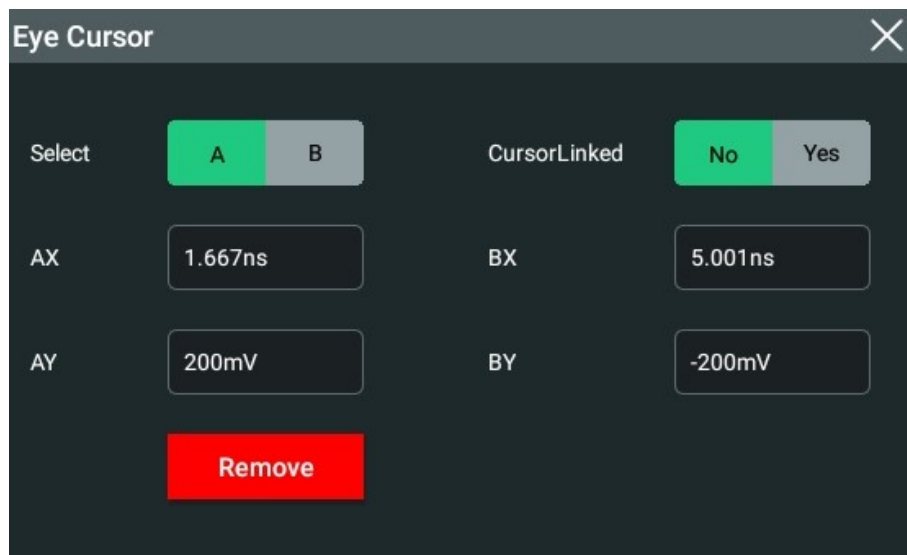 Eye Cursor
Select A B CursorLinked No Yes
AX 1.667ns BX 5.001ns
AY 200mV BY -200mV
Remove